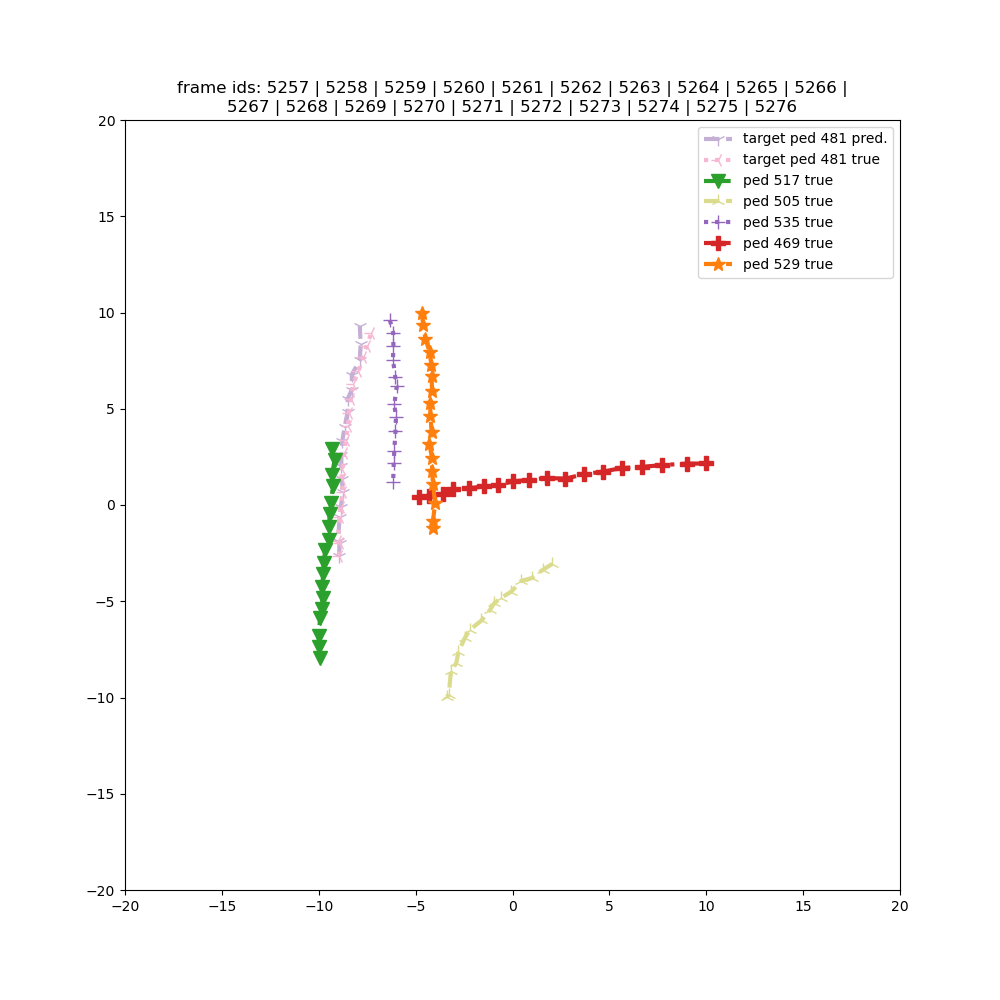 frame ids: 5257 | 5258 | 5259 | 5260 | 5261 | 5262 | 5263 | 5264 | 5265 | 5266 |
5267 | 5268 | 5269 | 5270 | 5271 | 5272 | 5273 | 5274 | 5275 | 5276
target ped 481 pred.
target ped 481 true
ped 517 true
ped 505 true
ped 535 true
ped 469 true
ped 529 true
20
15
10
5
0
−5
−10
−15
−20
−20 −15 −10 −5 0 5 10 15 20